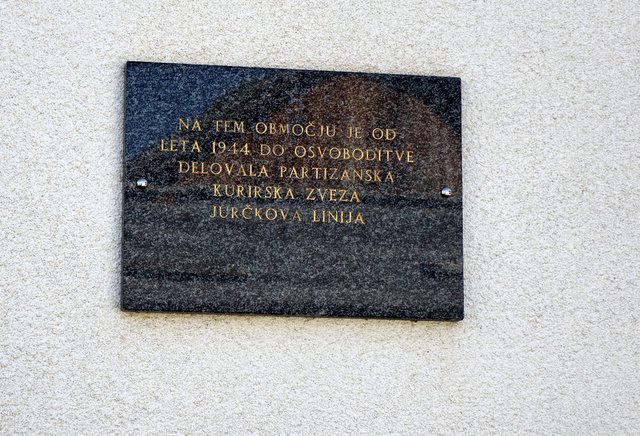 NA TEM OBMOČJU JE OD
LETA 1944 DO OSVOBODITVE
DELOVALA PARTIZANSKA
KURIRSKA ZVEZA
JURČKOVA LINIJA